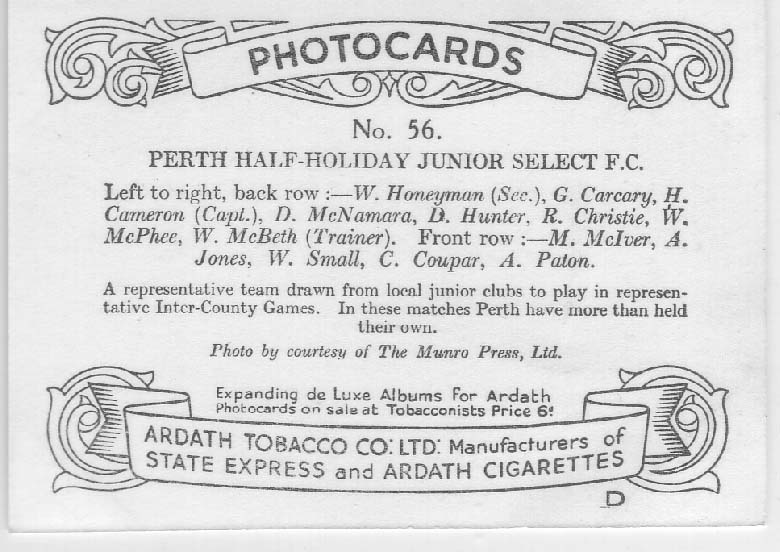 PHOTOCARDS
No. 56.
PERTH HALF-HOLIDAY JUNIOR SELECT F.C.
Left to right, back row :—W. Honeyman (Sec.), G. Carcary, H.
Cameron (Capt.), D. McNamara, D. Hunter, R. Christie, W.
McPhee, W. McBeth (Trainer). Front row :—M. McIver, A.
Jones, W. Small, C. Coupar, A. Paton.
A representative team drawn from local junior clubs to play in represen-
tative Inter-County Games. In these matches Perth have more than held
their own.
Photo by courtesy of The Munro Press, Ltd.
Expanding de Luxe Albums For Ardath
Photocards on sale at Tobacconists Price 6ᵈ
ARDATH TOBACCO CO: LTD: Manufacturers of
STATE EXPRESS and ARDATH CIGARETTES
D